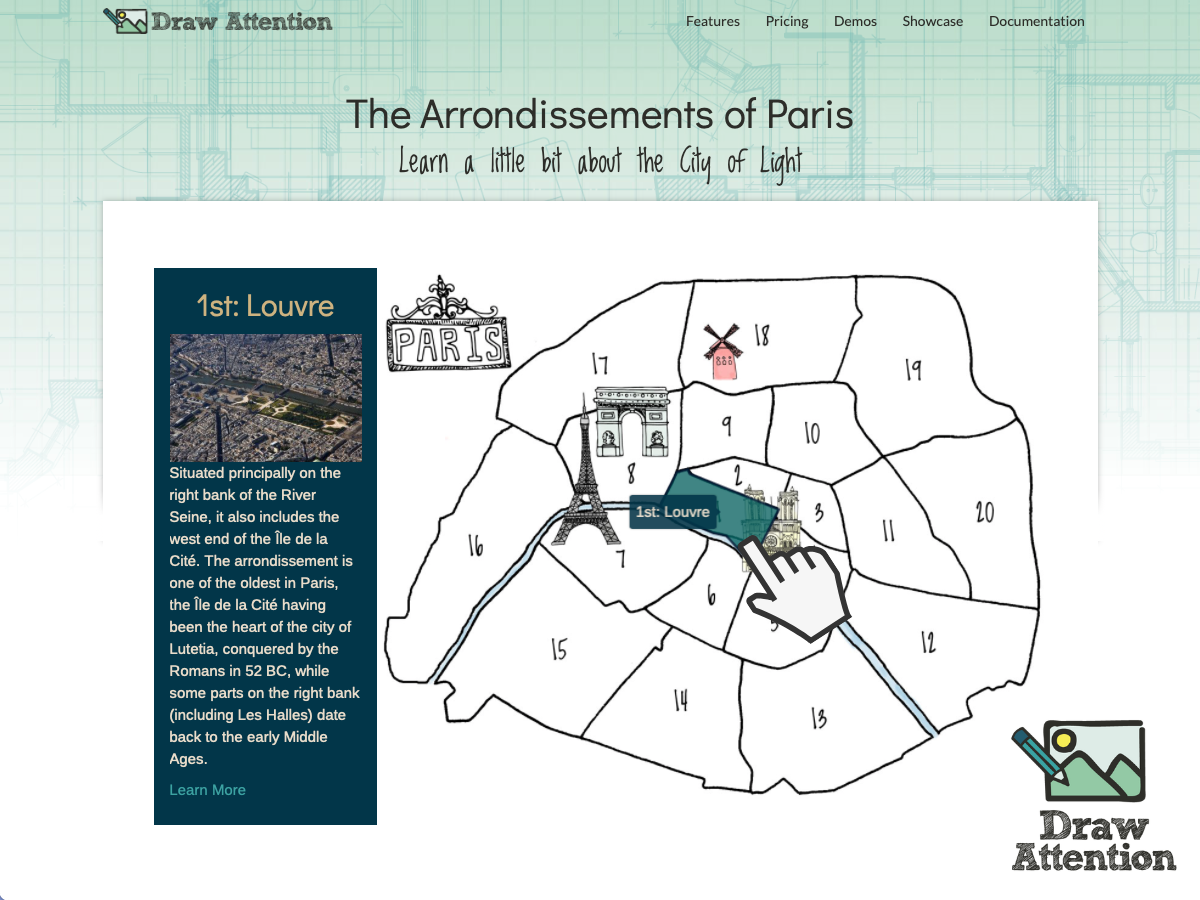 Draw Attention
Features Pricing Demos Showcase Documentation
The Arrondissements of Paris
Learn a little bit about the City of Light
1st: Louvre
Situated principally on the
right bank of the River
Seine, it also includes the
west end of the Île de la
Cité. The arrondissement is
one of the oldest in Paris,
the Île de la Cité having
been the heart of the city of
Lutetia, conquered by the
Romans in 52 BC, while
some parts on the right bank
(including Les Halles) date
back to the early Middle
Ages.
Learn More
PARIS
18
17
19
9
10
8
2
1st: Louvre
3
20
11
16
7
6
5
12
15
14
13
Draw
Attention